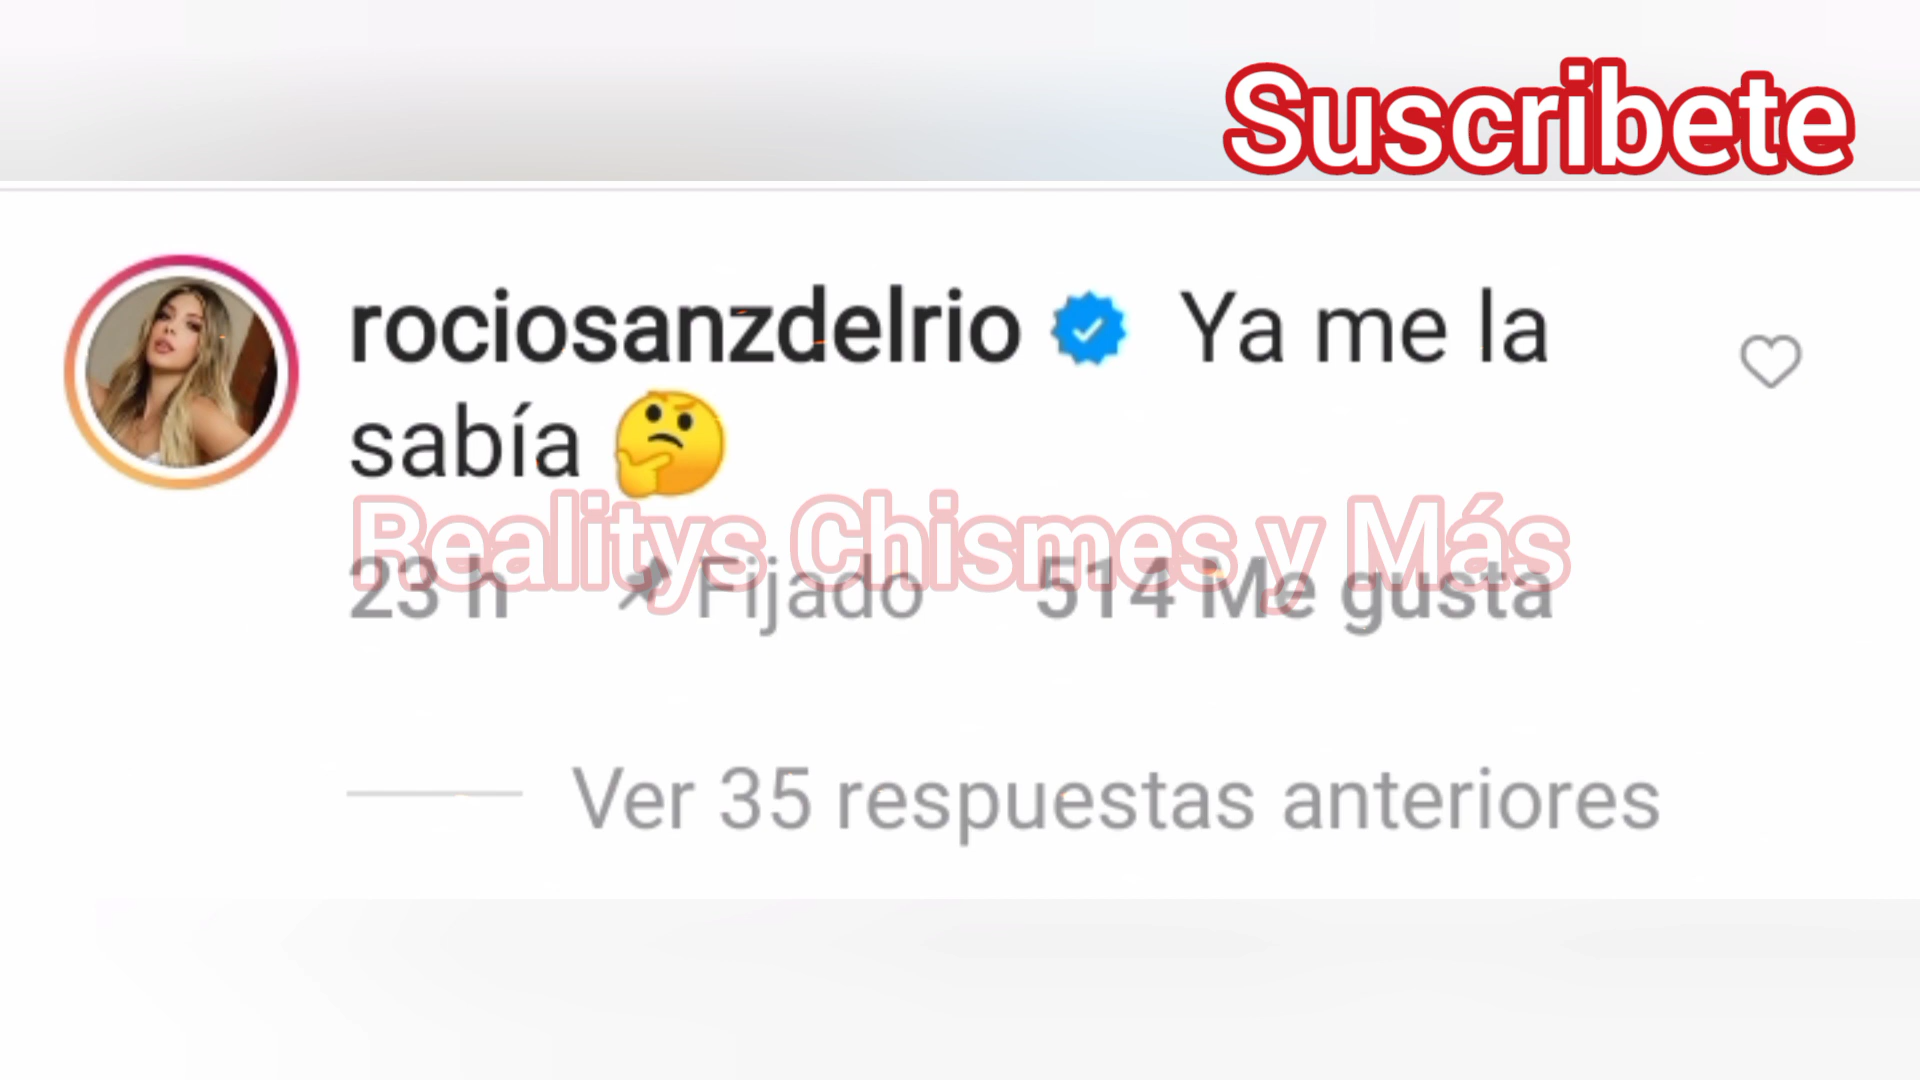 Suscribete
rociosanzdelrio Ya me la
sabía 🤔
Realitys Chismes y Más
23 h Fijado 514 Me gusta
Ver 35 respuestas anteriores